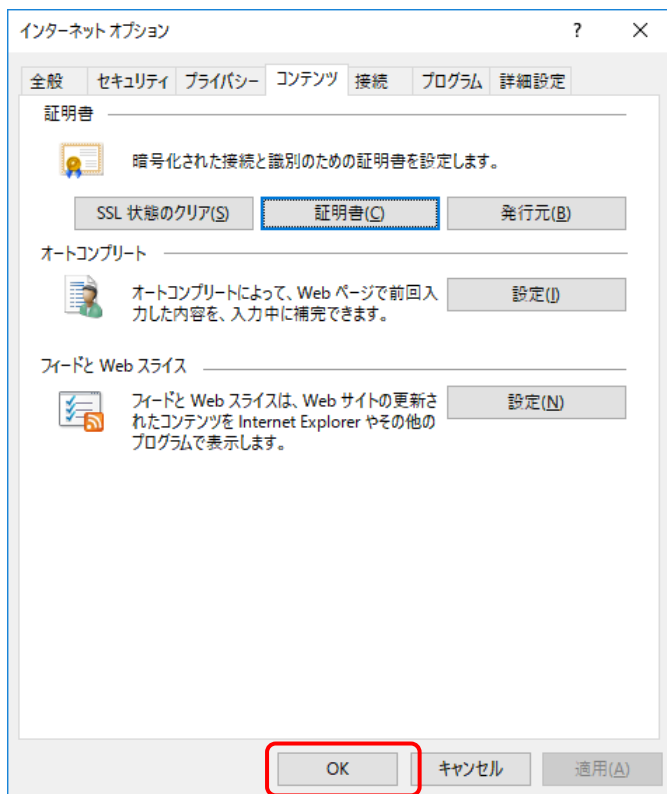 インターネット オプション
?
全般 セキュリティ プライバシー コンテンツ 接続 プログラム 詳細設定
証明書
暗号化された接続と識別のための証明書を設定します。
SSL 状態のクリア(S) 証明書(C) 発行元(B)
オートコンプリート
オートコンプリートによって、Web ページで前回入
力した内容を、入力中に補完できます。
設定(I)
フィードと Web スライス
フィードと Web スライスは、Web サイトの更新さ
れたコンテンツを Internet Explorer やその他の
プログラムで表示します。
設定(N)
OK キャンセル 適用(A)